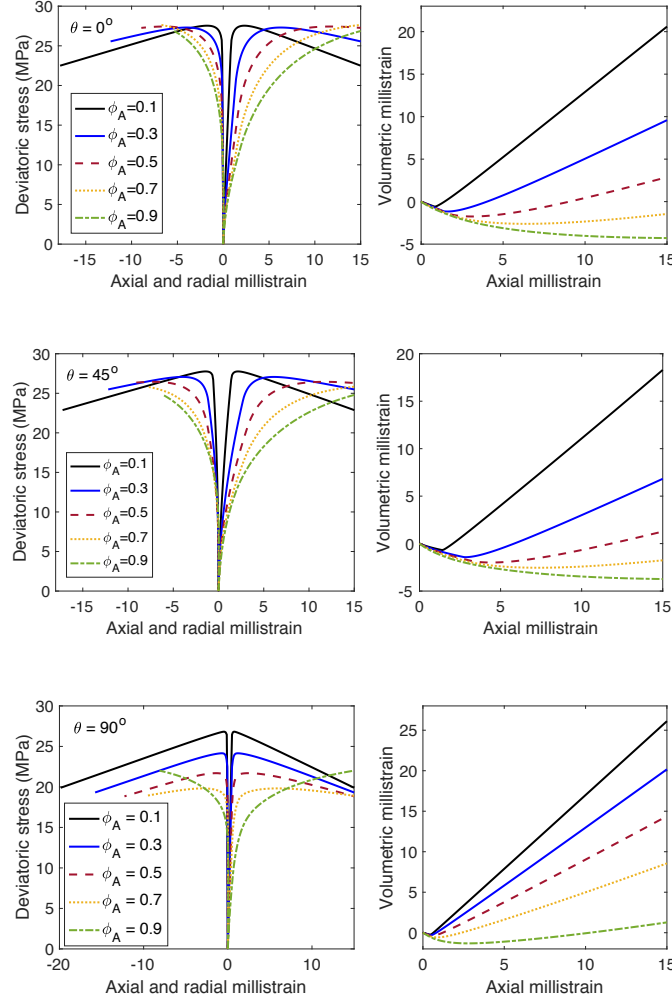 θ = 0°
Deviatoric stress (MPa)
30
25
20
15
10
5
0
ϕA=0.1
ϕA=0.3
ϕA=0.5
ϕA=0.7
ϕA=0.9
-15 -10 -5 0 5 10 15
Axial and radial millistrain
Volumetric millistrain
20
15
10
5
0
-5
0 5 10 15
Axial millistrain
θ = 45°
Deviatoric stress (MPa)
30
25
20
15
10
5
0
ϕA=0.1
ϕA=0.3
ϕA=0.5
ϕA=0.7
ϕA=0.9
-15 -10 -5 0 5 10 15
Axial and radial millistrain
Volumetric millistrain
20
15
10
5
0
-5
0 5 10 15
Axial millistrain
θ = 90°
Deviatoric stress (MPa)
30
25
20
15
10
5
0
ϕA = 0.1
ϕA = 0.3
ϕA = 0.5
ϕA = 0.7
ϕA = 0.9
-20 -10 0 10
Axial and radial millistrain
Volumetric millistrain
25
20
15
10
5
0
0 5 10 15
Axial millistrain